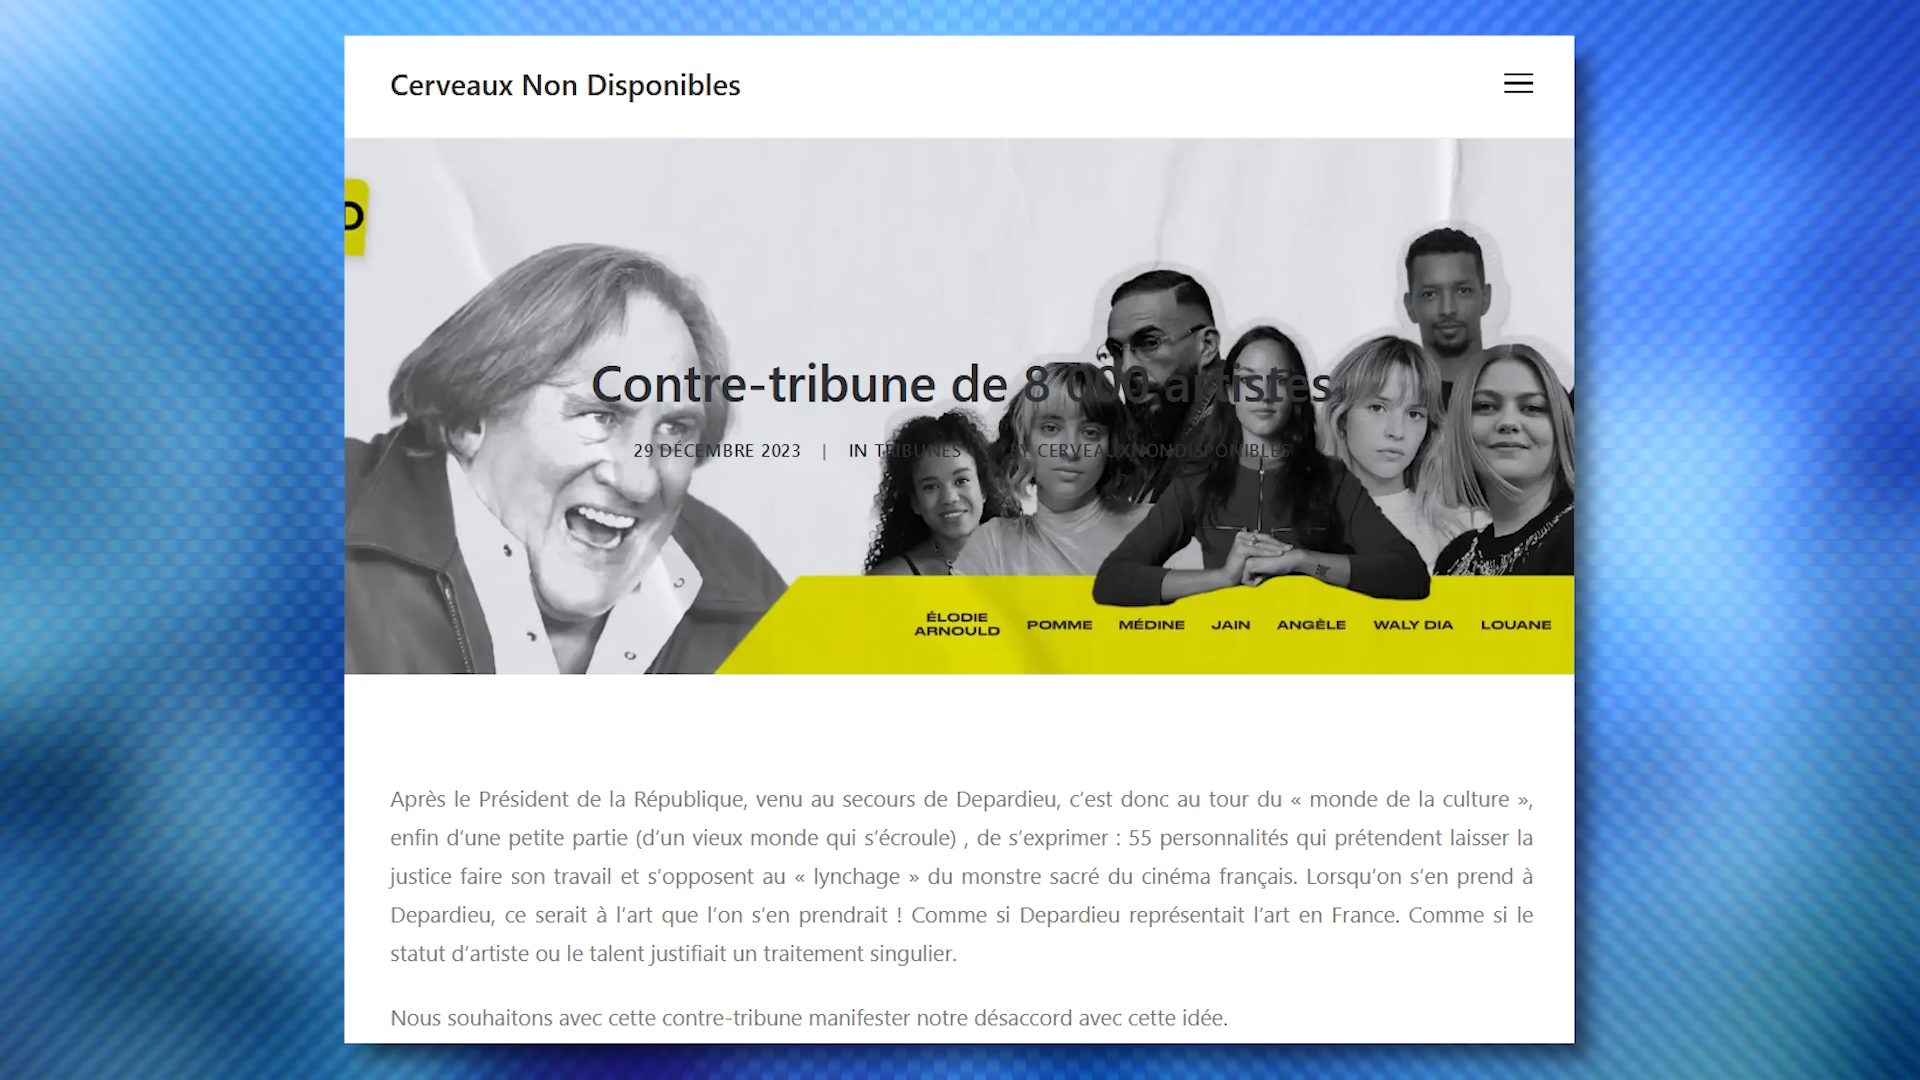 Cerveaux Non Disponibles
D
Contre-tribune de 8 000 artistes
29 DÉCEMBRE 2023 | IN TRIBUNES | BY CERVEAUXNONDISPONIBLES
ÉLODIE ARNOULD POMME MÉDINE JAIN ANGÈLE WALY DIA LOUANE
Après le Président de la République, venu au secours de Depardieu, c’est donc au tour du « monde de la culture »,
enfin d’une petite partie (d’un vieux monde qui s’écroule) , de s’exprimer : 55 personnalités qui prétendent laisser la
justice faire son travail et s’opposent au « lynchage » du monstre sacré du cinéma français. Lorsqu’on s’en prend à
Depardieu, ce serait à l’art que l’on s’en prendrait ! Comme si Depardieu représentait l’art en France. Comme si le
statut d’artiste ou le talent justifiait un traitement singulier.
Nous souhaitons avec cette contre-tribune manifester notre désaccord avec cette idée.